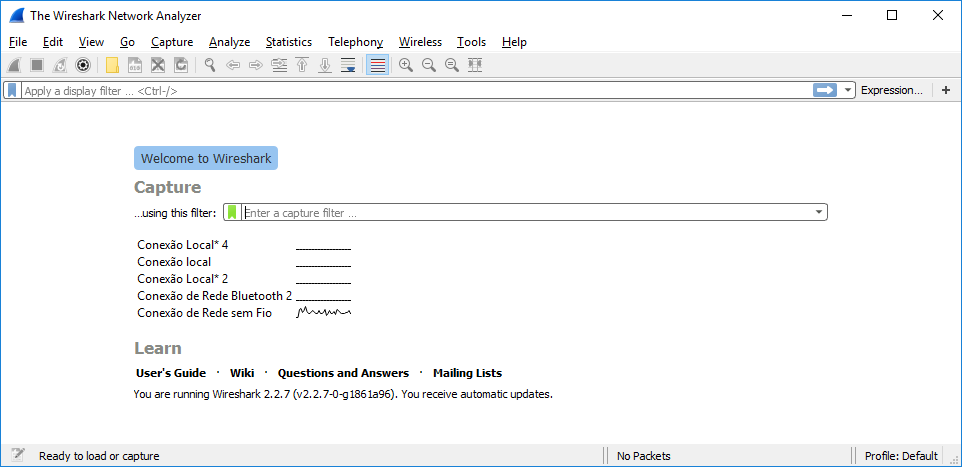 The Wireshark Network Analyzer
File Edit View Go Capture Analyze Statistics Telephony Wireless Tools Help
Apply a display filter ... <Ctrl-/> Expression... +
Welcome to Wireshark
Capture
...using this filter: Enter a capture filter ...
Conexão Local* 4
Conexão local
Conexão Local* 2
Conexão de Rede Bluetooth 2
Conexão de Rede sem Fio
Learn
User's Guide · Wiki · Questions and Answers · Mailing Lists
You are running Wireshark 2.2.7 (v2.2.7-0-g1861a96). You receive automatic updates.
Ready to load or capture No Packets Profile: Default